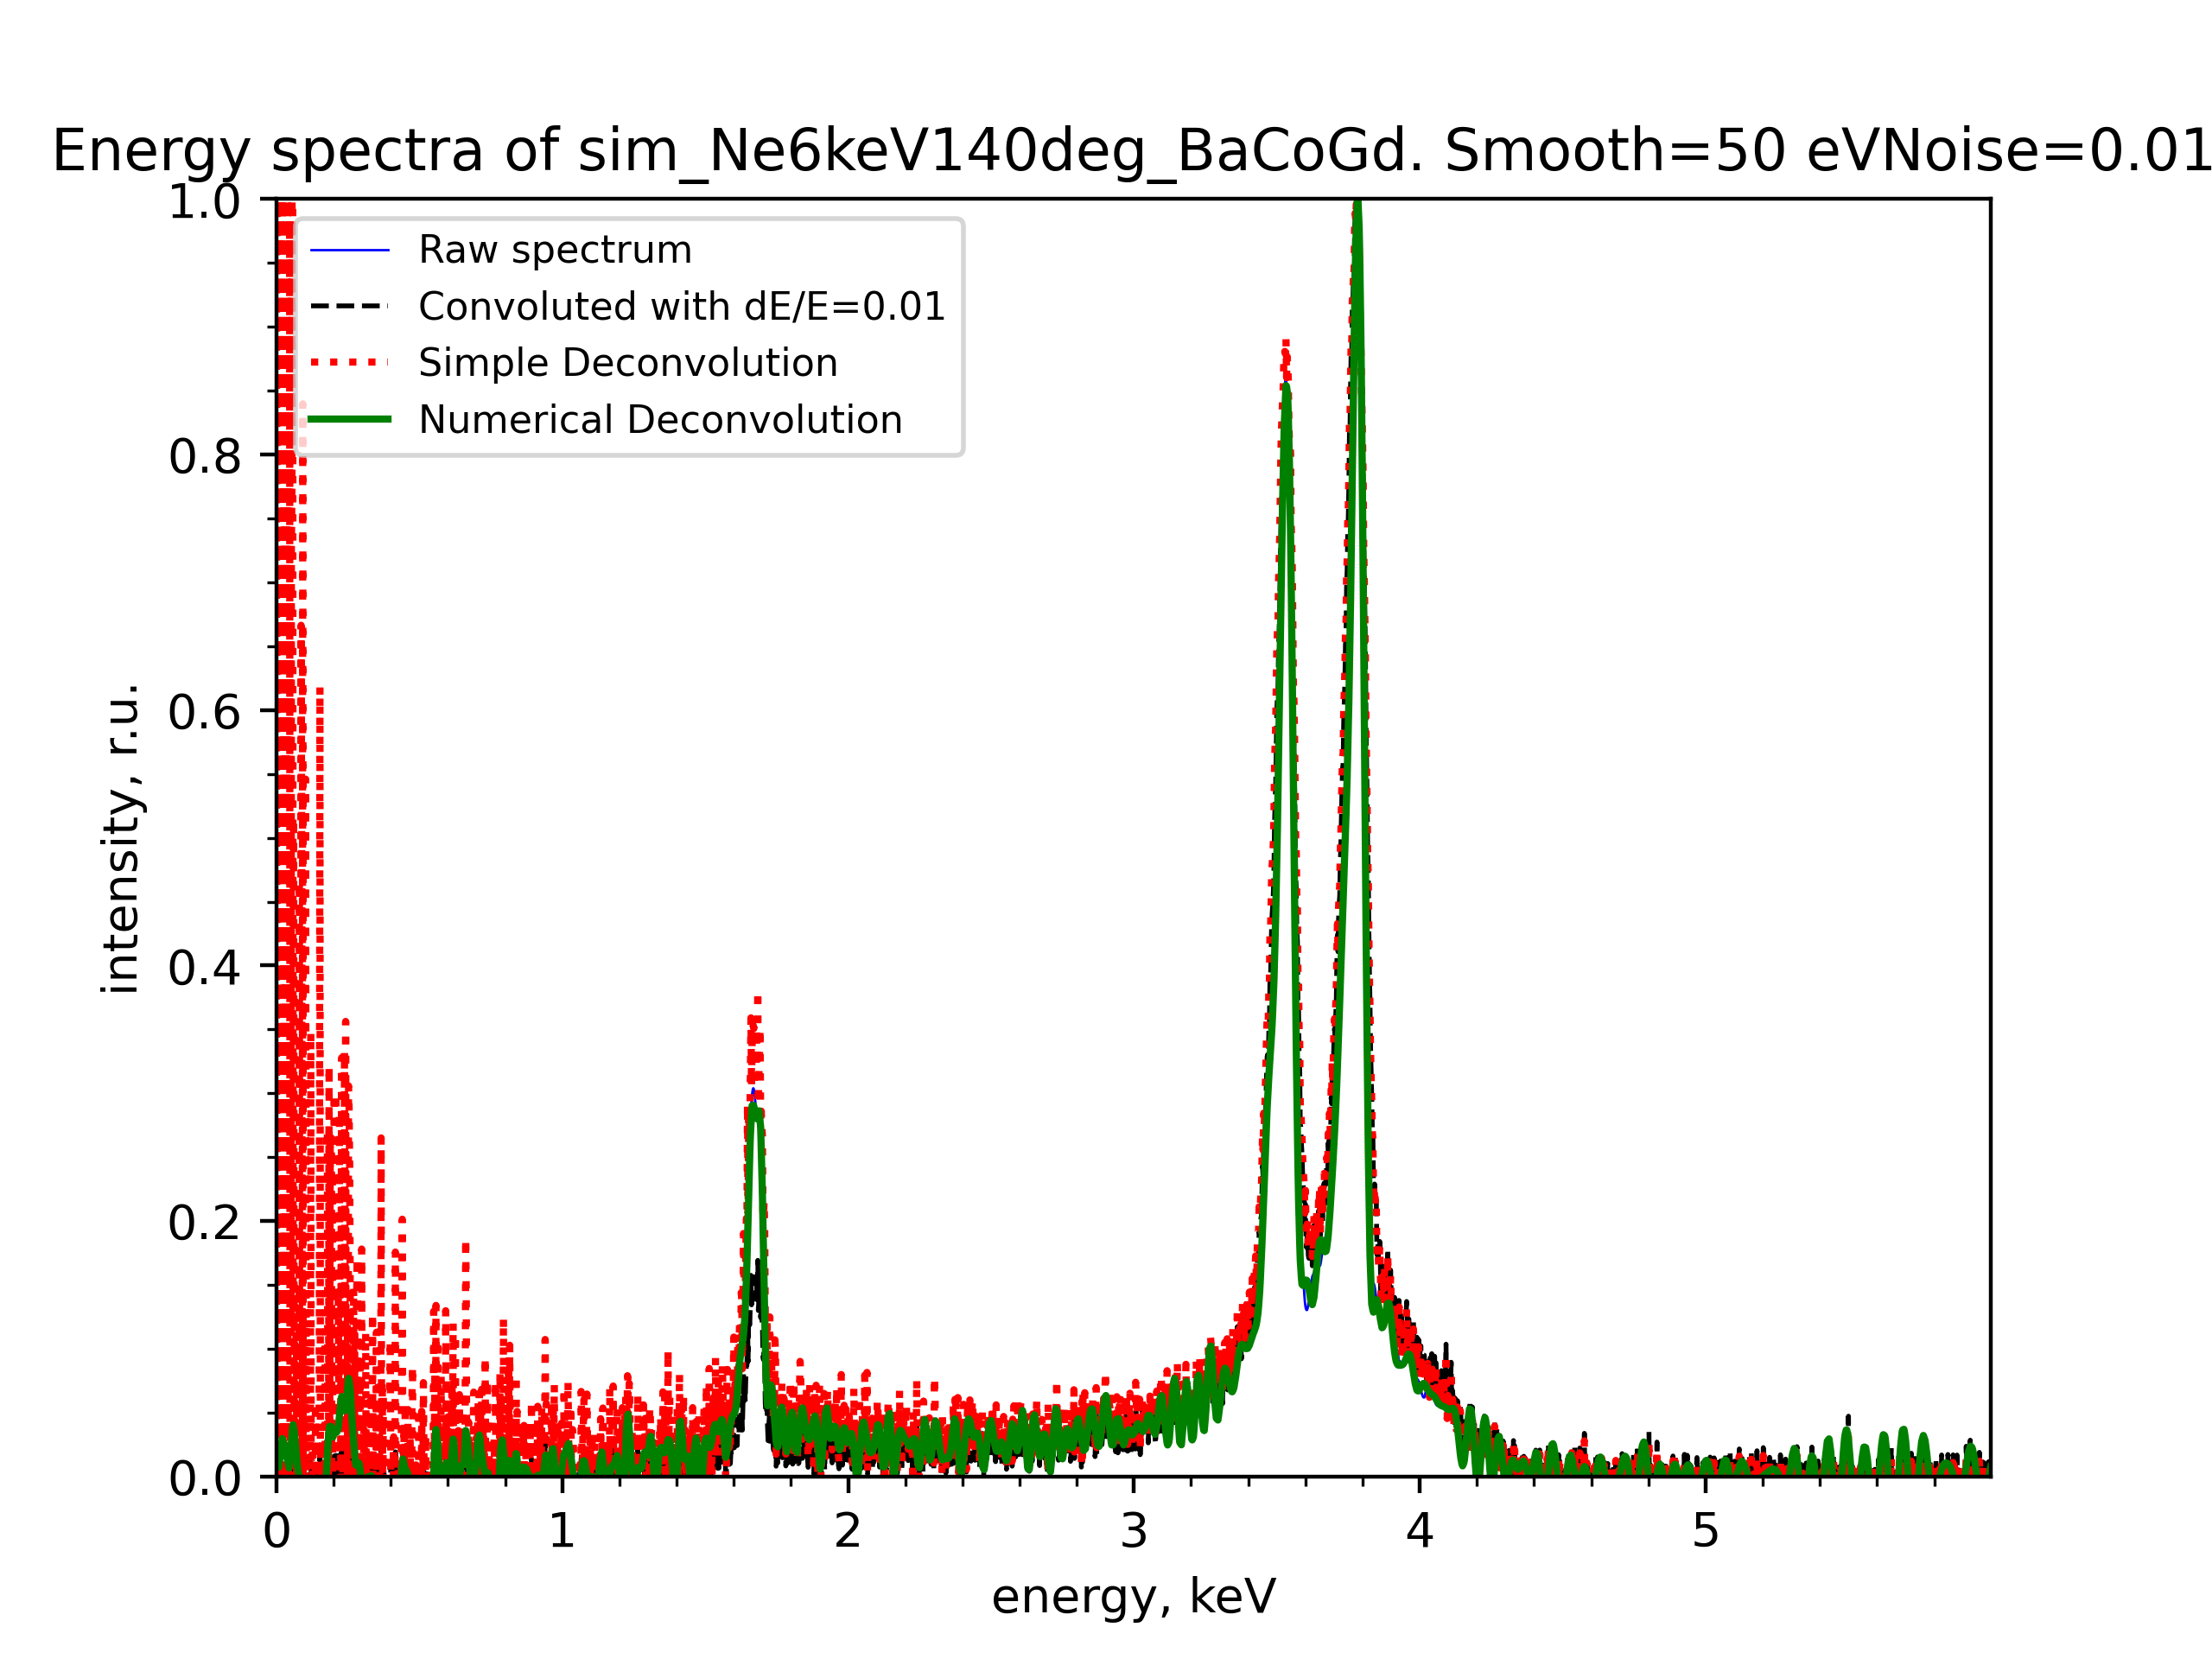 Energy spectra of sim_Ne6keV140deg_BaCoGd. Smooth=50 eVNoise=0.01
1.0
0.8
0.6
0.4
0.2
0.0
intensity, r.u.
Raw spectrum
Convoluted with dE/E=0.01
Simple Deconvolution
Numerical Deconvolution
0 1 2 3 4 5
energy, keV